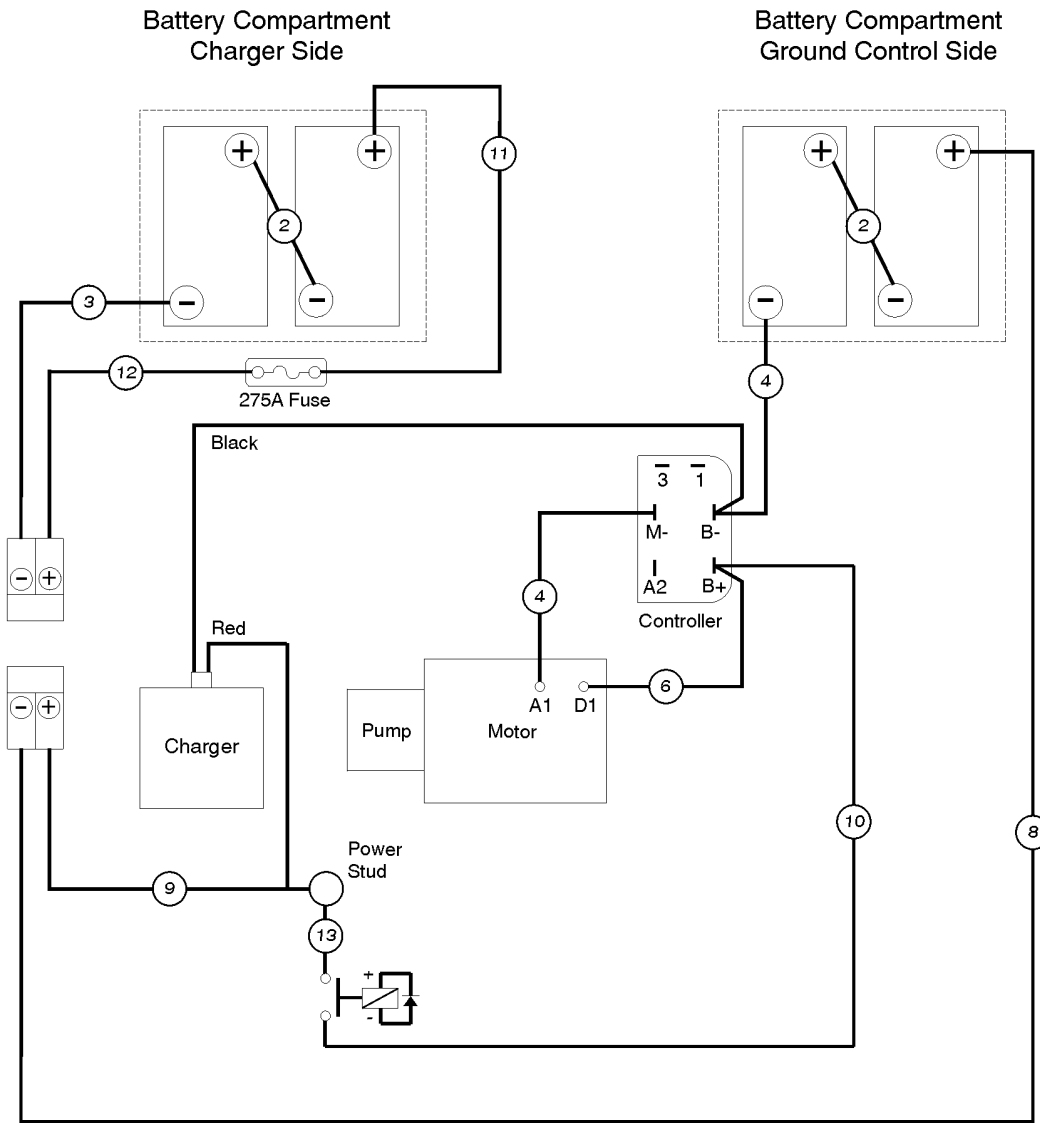 Battery Compartment
Charger Side
Battery Compartment
Ground Control Side
+
+
11
+
+
2
2
3
-
-
-
-
12
275A Fuse
4
Black
3
1
M-
B-
A2
B+
- +
4
Controller
Red
6
- +
A1
D1
Pump
Motor
Charger
10
8
Power
Stud
9
13
+
-